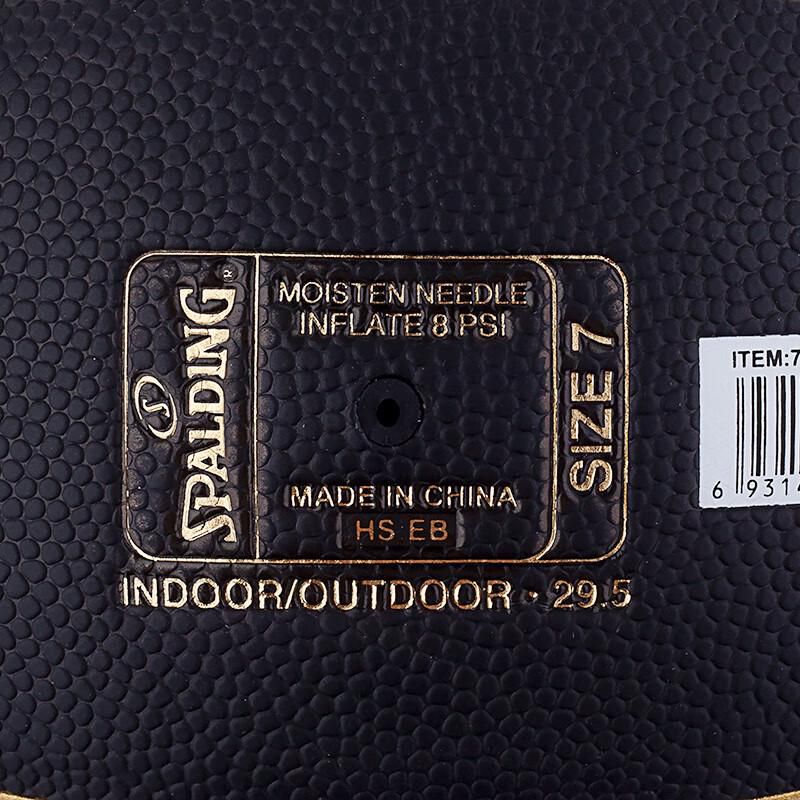 SPALDING®
MOISTEN NEEDLE
INFLATE 8 PSI
MADE IN CHINA
HS EB
SIZE 7
INDOOR/OUTDOOR · 29.5
ITEM:7
6 9314